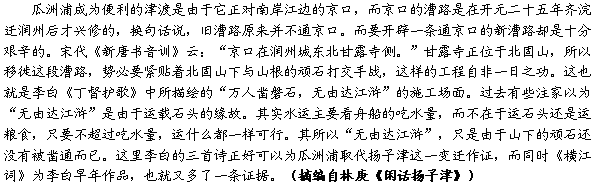 瓜洲浦成为便利的津渡是由于它正对南岸江边的京口，而京口的漕路是在开元二十五年齐浣
迁润州后才兴修的，换句话说，旧漕路原来并不通京口。而要开辟一条通京口的新漕路却是十分
艰辛的。宋代《新唐书音训》云：“京口在润州城东北甘露寺侧。”甘露寺正位于北固山，所以
移徙这段漕路，势必要紧贴着北固山下与山根的顽石打交手战，这样的工程自非一日之功。这也
就是李白《丁督护歌》中所描绘的“万人凿磐石，无由达江浒”的施工场面。过去有些注家以为
“无由达江浒”是由于运载石头的缘故。其实水运主要看舟船的吃水量，而不在于运石头还是运
粮食，只要不超过吃水量，运什么都一样可行。其所以“无由达江浒”，只是由于山下的顽石还
没有被凿通而已。这里李白的三首诗正好可以为瓜洲浦取代扬子津这一变迁作证，而同时《横江
词》为李白早年作品，也就又多了一条证据。（摘编自林庚《闲话扬子津》）